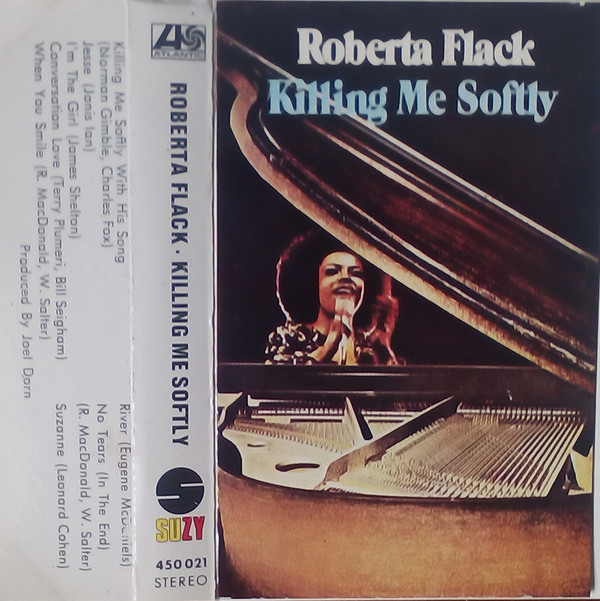 Roberta Flack
Killing Me Softly
ATLANTIC
ROBERTA FLACK · KILLING ME SOFTLY
SUZY
450021
STEREO
Killing Me Softly With His Song
(Norman Gimble, Charles Fox)
Jesse (Janis Ian)
I'm The Girl (James Shelton)
Conversation Love (Terry Plumeri, Bill Seigham)
When You Smile (R. MacDonald, W. Salter)
River (Eugene McDaniels)
No Tears (In The End)
(R. MacDonald, W. Salter)
Suzanne (Leonard Cohen)
Produced By Joel Dorn